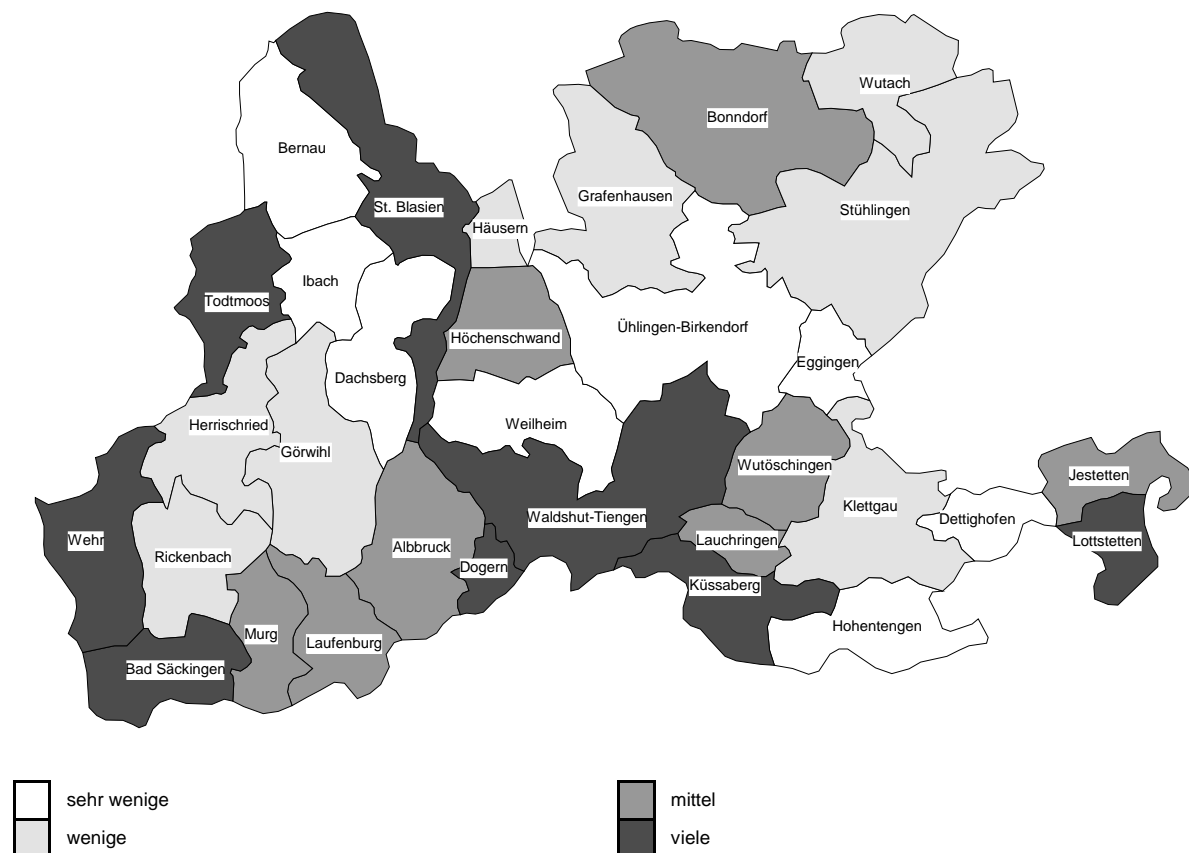 Wutach
Bonndorf
Bernau
Grafenhausen
St. Blasien
Stühlingen
Häusern
Ibach
Todtmoos
Ühlingen-Birkendorf
Höchenschwand
Eggingen
Dachsberg
Herrischried
Weilheim
Görwihl
Wutöschingen
Jestetten
Klettgau
Waldshut-Tiengen
Dettighofen
Wehr
Lauchringen
Lottstetten
Albbruck
Rickenbach
Dogern
Küssaberg
Hohentengen
Murg
Laufenburg
Bad Säckingen
sehr wenige
wenige
mittel
viele